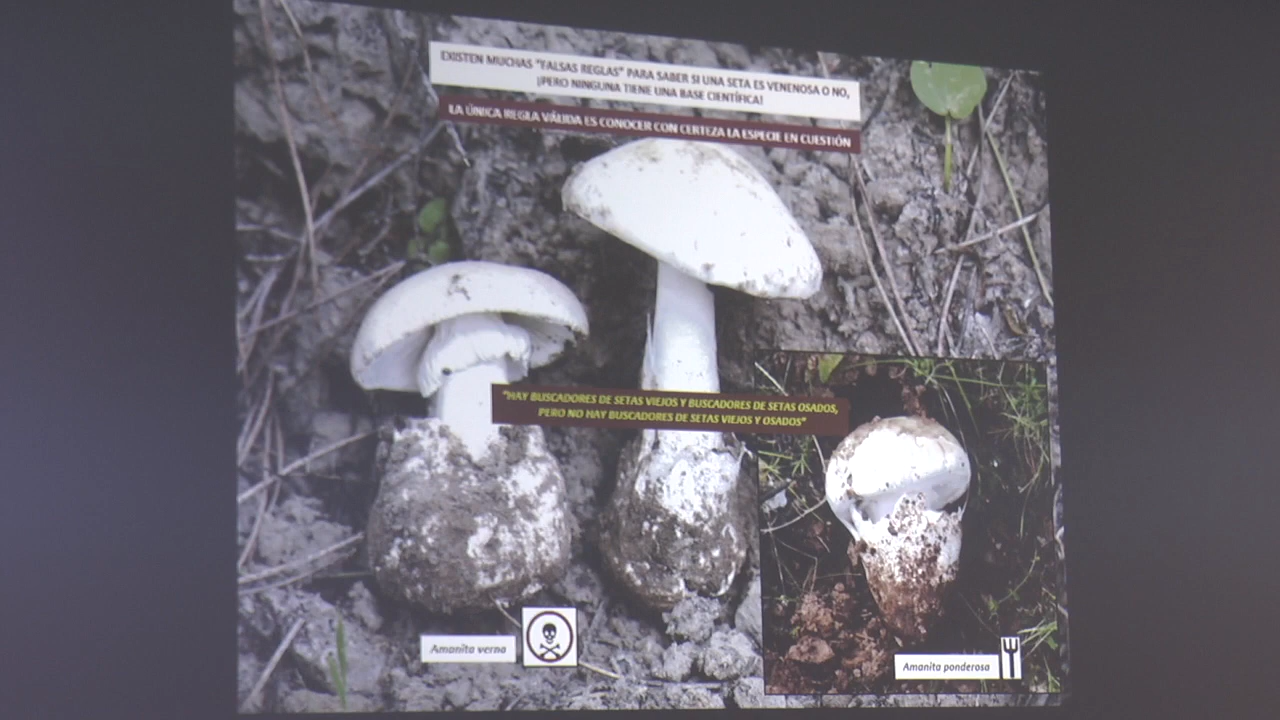 EXISTEN MUCHAS "FALSAS REGLAS" PARA SABER SI UNA SETA ES VENENOSA O NO,
¡PERO NINGUNA TIENE UNA BASE CIENTÍFICA!
LA ÚNICA REGLA VÁLIDA ES CONOCER CON CERTEZA LA ESPECIE EN CUESTIÓN
"HAY BUSCADORES DE SETAS VIEJOS Y BUSCADORES DE SETAS OSADOS,
PERO NO HAY BUSCADORES DE SETAS VIEJOS Y OSADOS"
Amanita verna
Amanita ponderosa